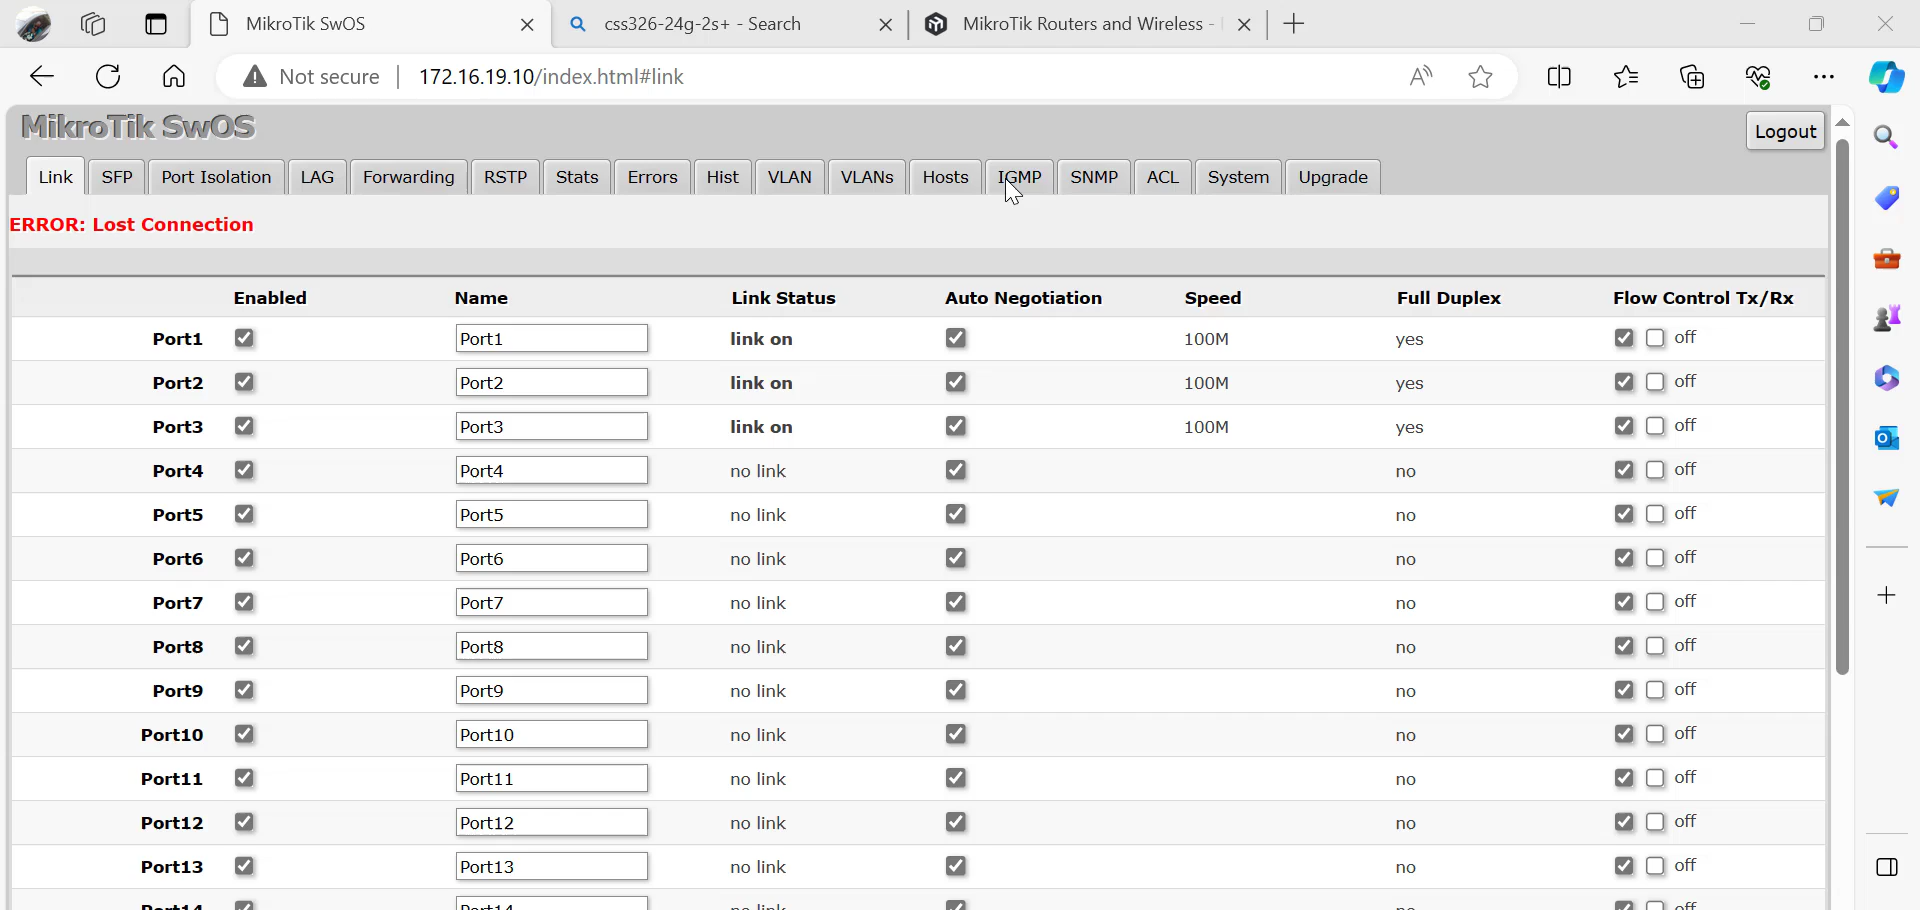 MikroTik SwOS
css326-24g-2s+ - Search
MikroTik Routers and Wireless -
Not secure
172.16.19.10/index.html#link
MikroTik SwOS
Logout
Link SFP Port Isolation LAG Forwarding RSTP Stats Errors Hist VLAN VLANs Hosts IGMP SNMP ACL System Upgrade
ERROR: Lost Connection
Enabled Name Link Status Auto Negotiation Speed Full Duplex Flow Control Tx/Rx
Port1 Port1 link on 100M yes off
Port2 Port2 link on 100M yes off
Port3 Port3 link on 100M yes off
Port4 Port4 no link no off
Port5 Port5 no link no off
Port6 Port6 no link no off
Port7 Port7 no link no off
Port8 Port8 no link no off
Port9 Port9 no link no off
Port10 Port10 no link no off
Port11 Port11 no link no off
Port12 Port12 no link no off
Port13 Port13 no link no off
Port14 Port14 no link no off